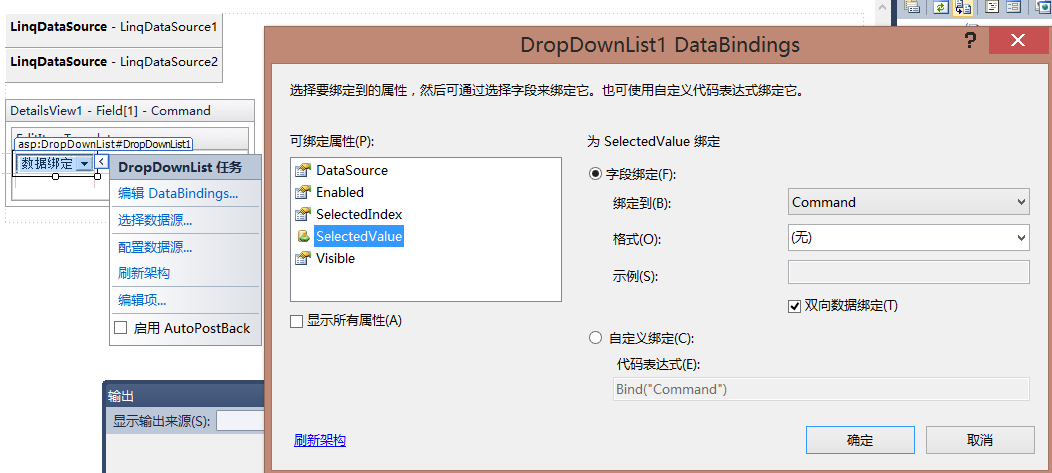 LinqDataSource - LinqDataSource1
LinqDataSource - LinqDataSource2
DetailsView1 - Field[1] - Command
asp:DropDownList#DropDownList1
数据绑定
DropDownList 任务
编辑 DataBindings...
选择数据源...
配置数据源...
刷新架构
编辑项...
启用 AutoPostBack
输出
显示输出来源(S):
DropDownList1 DataBindings
?
选择要绑定到的属性，然后可通过选择字段来绑定它。也可使用自定义代码表达式绑定它。
可绑定属性(P):
DataSource
Enabled
SelectedIndex
SelectedValue
Visible
显示所有属性(A)
刷新架构
为 SelectedValue 绑定
字段绑定(F):
绑定到(B):
Command
格式(O):
(无)
示例(S):
双向数据绑定(T)
自定义绑定(C):
代码表达式(E):
Bind("Command")
确定
取消